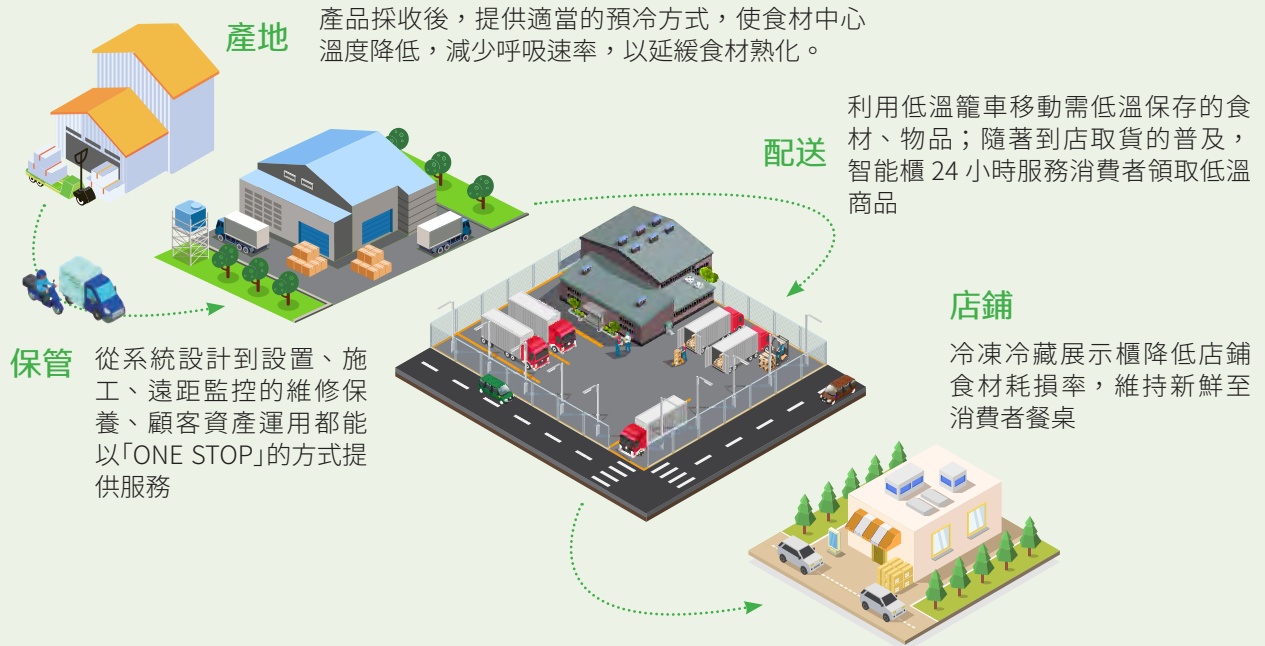 產地
產品採收後，提供適當的預冷方式，使食材中心
溫度降低，減少呼吸速率，以延緩食材熟化。
配送
利用低溫籠車移動需低溫保存的食
材、物品；隨著到店取貨的普及，
智能櫃 24 小時服務消費者領取低溫
商品
保管
從系統設計到設置、施
工、遠距監控的維修保
養、顧客資產運用都能
以「ONE STOP」的方式提
供服務
店鋪
冷凍冷藏展示櫃降低店鋪
食材耗損率，維持新鮮至
消費者餐桌